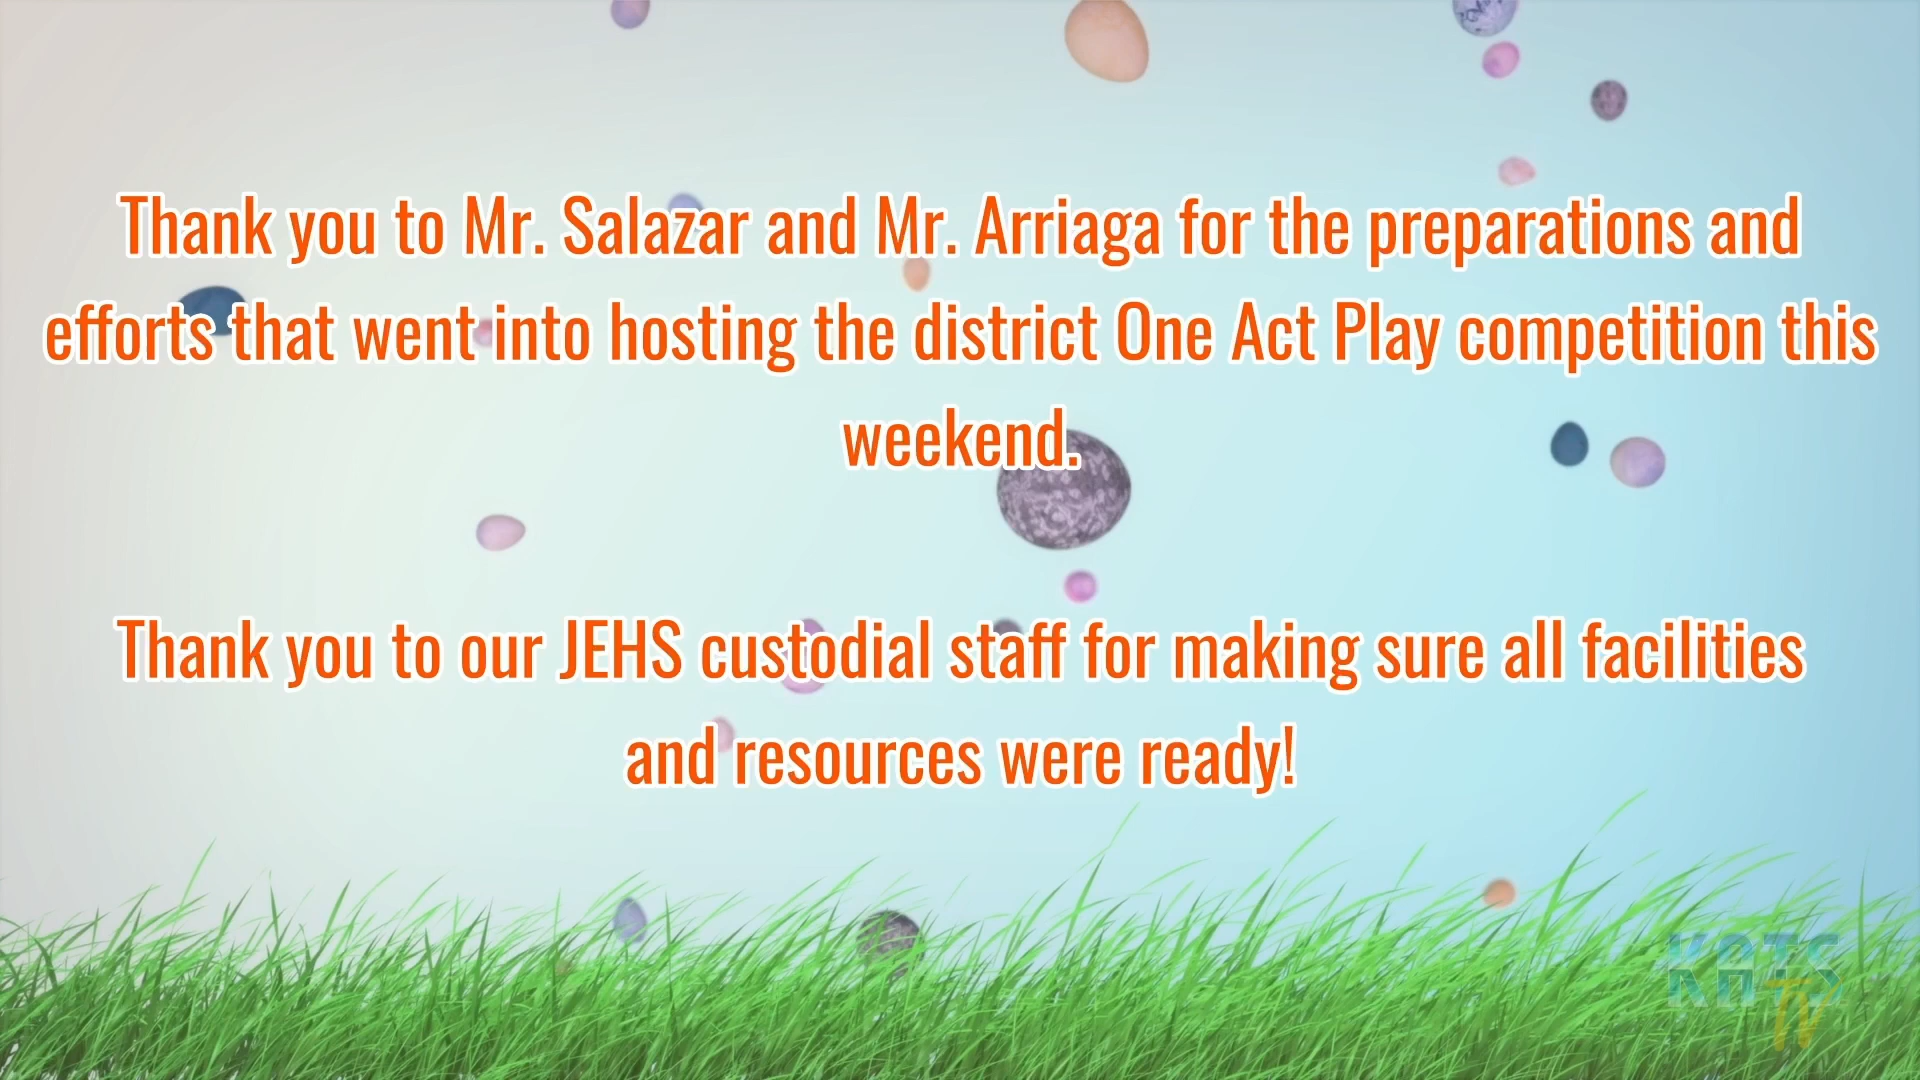 Thank you to Mr. Salazar and Mr. Arriaga for the preparations and
efforts that went into hosting the district One Act Play competition this
weekend.
Thank you to our JEHS custodial staff for making sure all facilities
and resources were ready!
KATS
TV